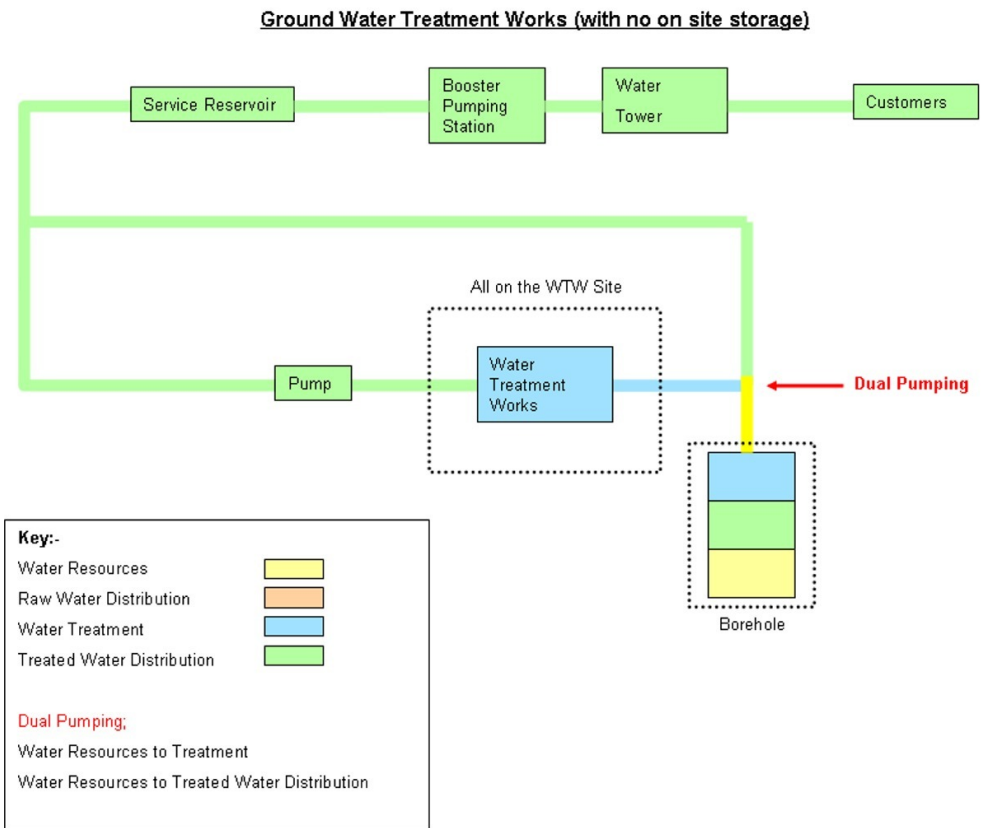 Ground Water Treatment Works (with no on site storage)
Service Reservoir
Booster
Pumping
Station
Water
Tower
Customers
All on the WTW Site
Pump
Water
Treatment
Works
Dual Pumping
Borehole
Key:-
Water Resources
Raw Water Distribution
Water Treatment
Treated Water Distribution
Dual Pumping;
Water Resources to Treatment
Water Resources to Treated Water Distribution